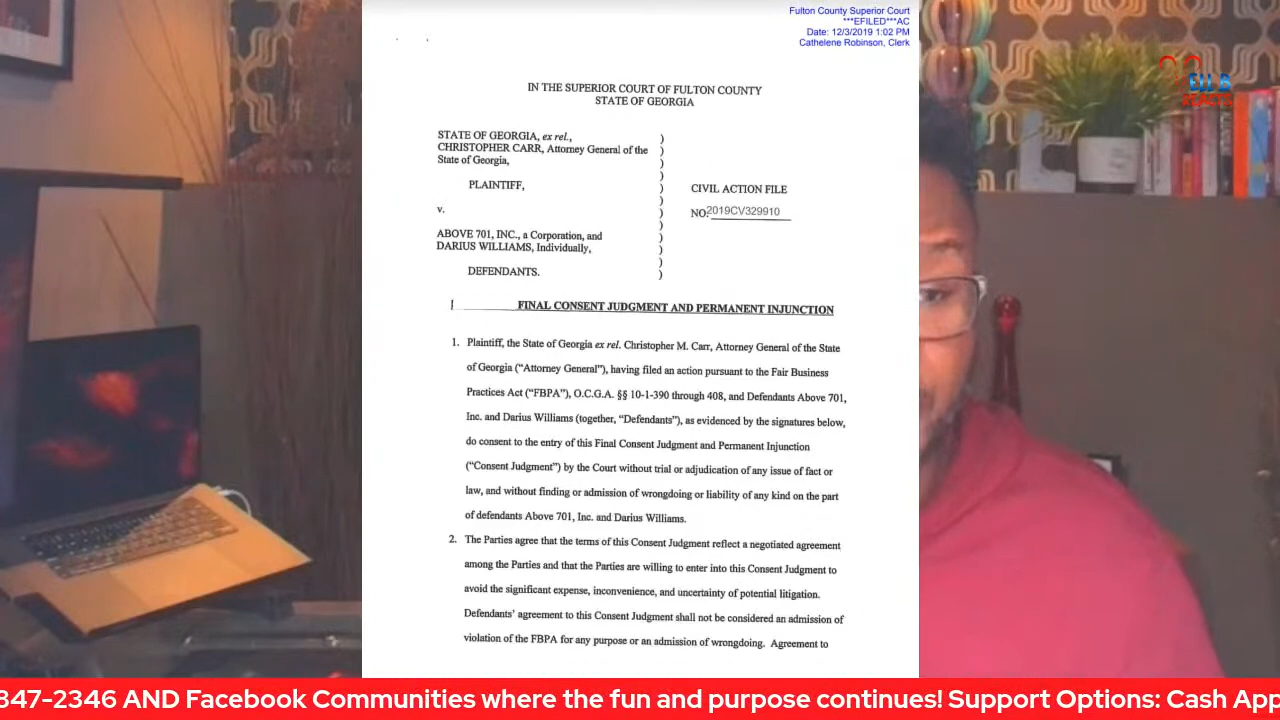 Fulton County Superior Court
***EFILED***AC
Date: 12/3/2019 1:02 PM
Cathelene Robinson, Clerk
IN THE SUPERIOR COURT OF FULTON COUNTY
STATE OF GEORGIA
STATE OF GEORGIA, ex rel.,
CHRISTOPHER CARR, Attorney General of the
State of Georgia,
PLAINTIFF,
v.
ABOVE 701, INC., a Corporation, and
DARIUS WILLIAMS, Individually,
DEFENDANTS.
)
)
)
)
)
)
)
)
)
)
)
)
CIVIL ACTION FILE
NO. 2019CV329910
FINAL CONSENT JUDGMENT AND PERMANENT INJUNCTION
1. Plaintiff, the State of Georgia ex rel. Christopher M. Carr, Attorney General of the State
of Georgia (“Attorney General”), having filed an action pursuant to the Fair Business
Practices Act (“FBPA”), O.C.G.A. §§ 10-1-390 through 408, and Defendants Above 701,
Inc. and Darius Williams (together, “Defendants”), as evidenced by the signatures below,
do consent to the entry of this Final Consent Judgment and Permanent Injunction
(“Consent Judgment”) by the Court without trial or adjudication of any issue of fact or
law, and without finding or admission of wrongdoing or liability of any kind on the part
of defendants Above 701, Inc. and Darius Williams.
2. The Parties agree that the terms of this Consent Judgment reflect a negotiated agreement
among the Parties and that the Parties are willing to enter into this Consent Judgment to
avoid the significant expense, inconvenience, and uncertainty of potential litigation.
Defendants’ agreement to this Consent Judgment shall not be considered an admission of
violation of the FBPA for any purpose or an admission of wrongdoing. Agreement to
847-2346 AND Facebook Communities where the fun and purpose continues! Support Options: Cash App